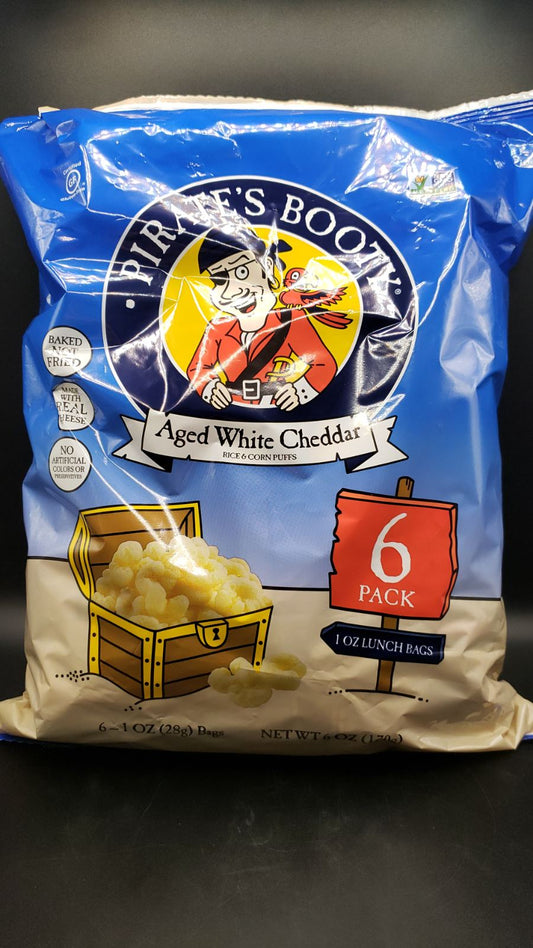 PIRATE'S BOOTY®
Aged White Cheddar
RICE & CORN PUFFS
BAKED
NOT
FRIED
MADE
WITH
REAL
CHEESE
NO
ARTIFICIAL
COLORS OR
PRESERVATIVES
6
PACK
1 OZ LUNCH BAGS
6 – 1 OZ (28g) Bags
NET WT 6 OZ (170g)